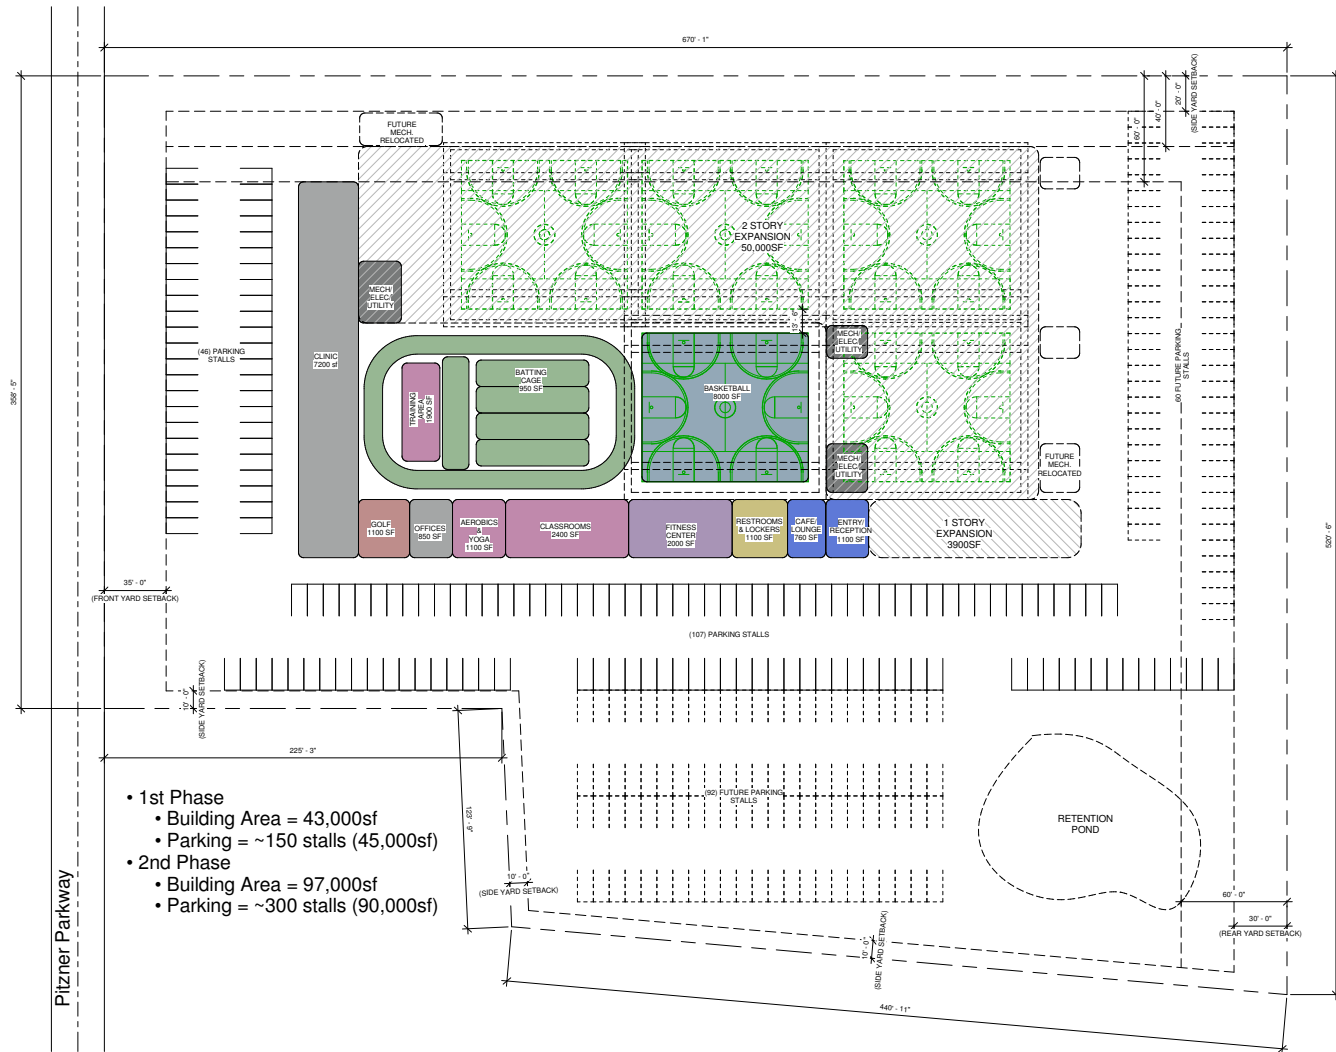 670' - 1"
FUTURE
MECH.
RELOCATED
60' - 0"
40' - 0"
20' - 0"
(SIDE YARD SETBACK)
2 STORY
EXPANSION
50,000SF
MECH/
ELEC/
UTILITY
13' - 6"
MECH/
ELEC/
UTILITY
358' - 5"
(46) PARKING
STALLS
CLINIC
7200 sf
TRAINING
AREA
1900 SF
BATTING
CAGE
950 SF
BASKETBALL
8000 SF
60 FUTURE PARKING
STALLS
MECH/
ELEC/
UTILITY
FUTURE
MECH.
RELOCATED
GOLF
1100 SF
OFFICES
850 SF
AEROBICS
&
YOGA
1100 SF
CLASSROOMS
2400 SF
FITNESS
CENTER
2000 SF
RESTROOMS
& LOCKERS
1100 SF
CAFE/
LOUNGE
760 SF
ENTRY/
RECEPTION
1100 SF
1 STORY
EXPANSION
3900SF
520' - 6"
35' - 0"
(FRONT YARD SETBACK)
(107) PARKING STALLS
10' - 0"
(SIDE YARD SETBACK)
225' - 3"
123' - 9"
(92) FUTURE PARKING
STALLS
RETENTION
POND
• 1st Phase
• Building Area = 43,000sf
• Parking = ~150 stalls (45,000sf)
• 2nd Phase
• Building Area = 97,000sf
• Parking = ~300 stalls (90,000sf)
10' - 0"
(SIDE YARD SETBACK)
60' - 0"
30' - 0"
(REAR YARD SETBACK)
10' - 0"
(SIDE YARD SETBACK)
440' - 11"
Pitzner Parkway